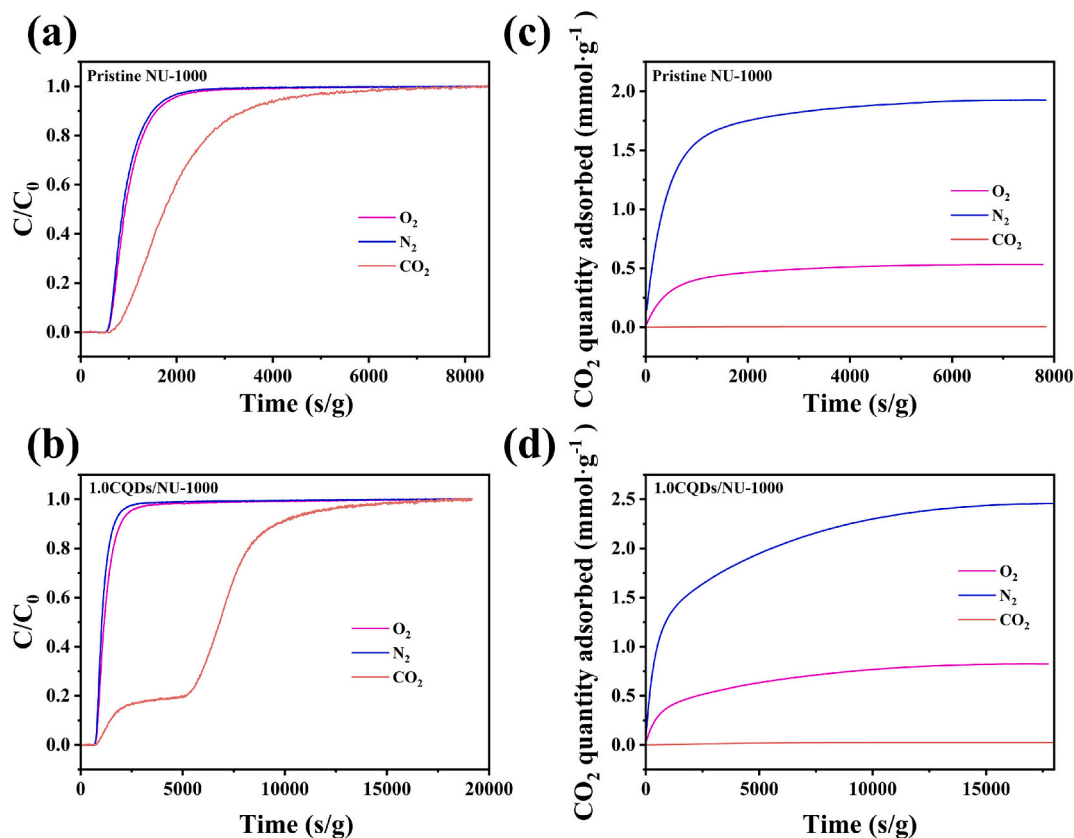 (a)
Pristine NU-1000
1.0
0.8
0.6
0.4
0.2
0.0
C/C₀
O₂
N₂
CO₂
0 2000 4000 6000 8000
Time (s/g)
(c)
Pristine NU-1000
2.0
1.5
1.0
0.5
0.0
CO₂ quantity adsorbed (mmol·g⁻¹)
O₂
N₂
CO₂
0 2000 4000 6000 8000
Time (s/g)
(b)
1.0CQDs/NU-1000
1.0
0.8
0.6
0.4
0.2
0.0
C/C₀
O₂
N₂
CO₂
0 5000 10000 15000 20000
Time (s/g)
(d)
1.0CQDs/NU-1000
2.5
2.0
1.5
1.0
0.5
0.0
CO₂ quantity adsorbed (mmol·g⁻¹)
O₂
N₂
CO₂
0 5000 10000 15000
Time (s/g)